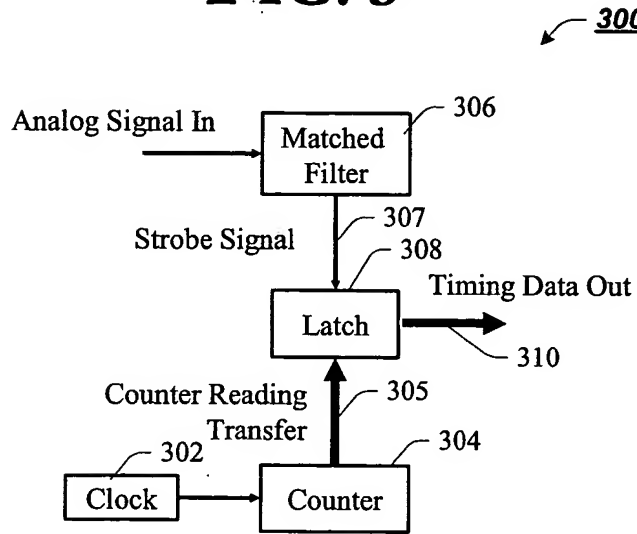 300
Analog Signal In
306
Matched
Filter
307
Strobe Signal
308
Timing Data Out
Latch
310
Counter Reading
Transfer
305
302
304
Clock
Counter